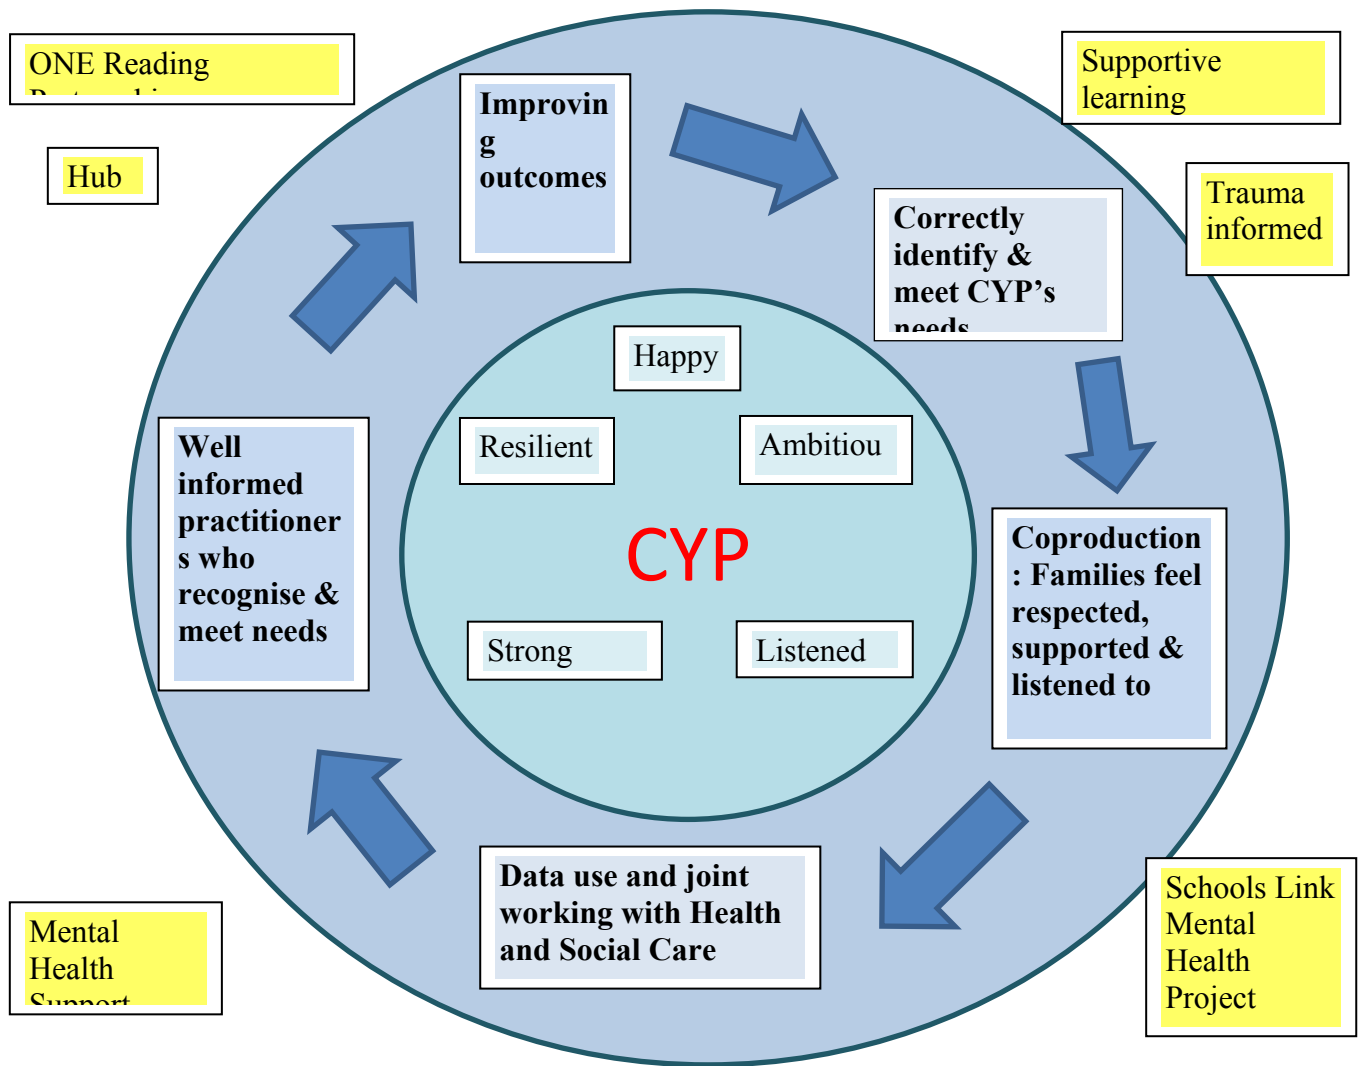 ONE Reading
Supportive
learning
Hub
Trauma
informed
Improvin
g
outcomes
Correctly
identify &
meet CYP’s
needs
Happy
Resilient
Ambitiou
CYP
Strong
Listened
Well
informed
practitioner
s who
recognise &
meet needs
Coproduction
: Families feel
respected,
supported &
listened to
Data use and joint
working with Health
and Social Care
Mental
Health
Support
Schools Link
Mental
Health
Project